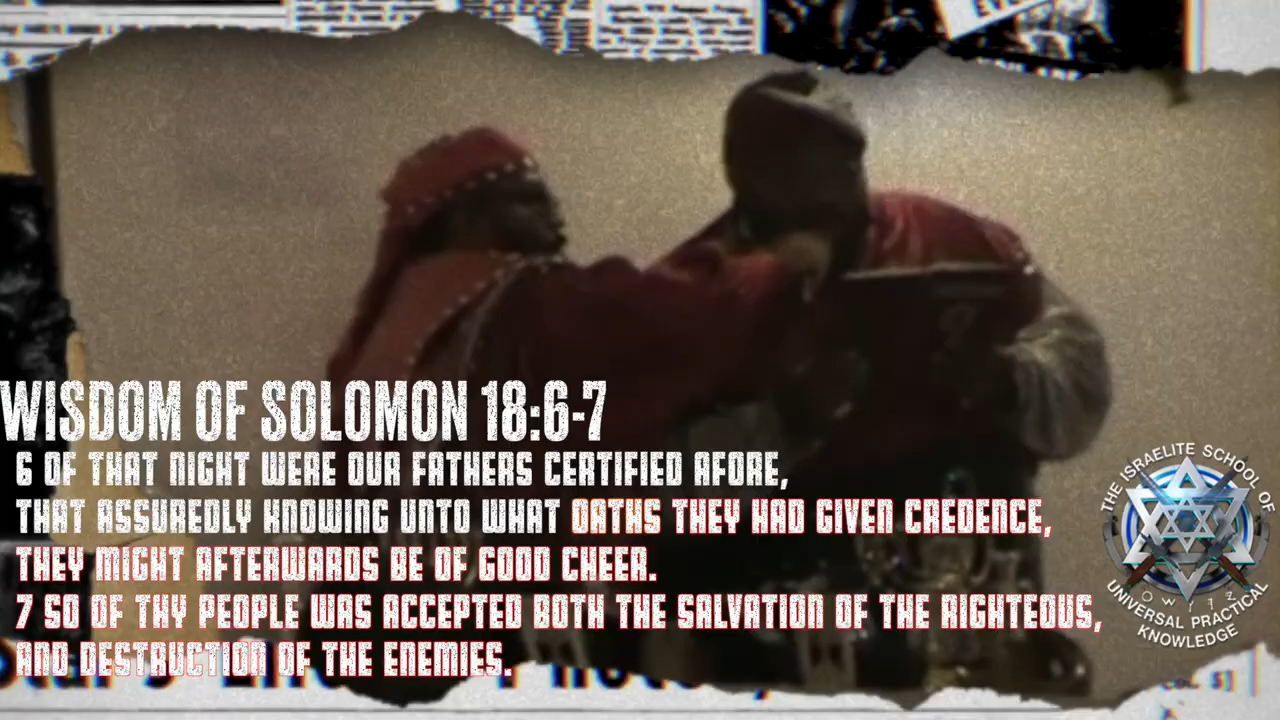 WISDOM OF SOLOMON 18:6-7
6 OF THAT NIGHT WERE OUR FATHERS CERTIFIED AFORE,
THAT ASSUREDLY KNOWING UNTO WHAT OATHS THEY HAD GIVEN CREDENCE,
THEY MIGHT AFTERWARDS BE OF GOOD CHEER.
7 SO OF THY PEOPLE WAS ACCEPTED BOTH THE SALVATION OF THE RIGHTEOUS,
AND DESTRUCTION OF THE ENEMIES.
THE ISRAELITE SCHOOL OF
UNIVERSAL PRACTICAL
KNOWLEDGE